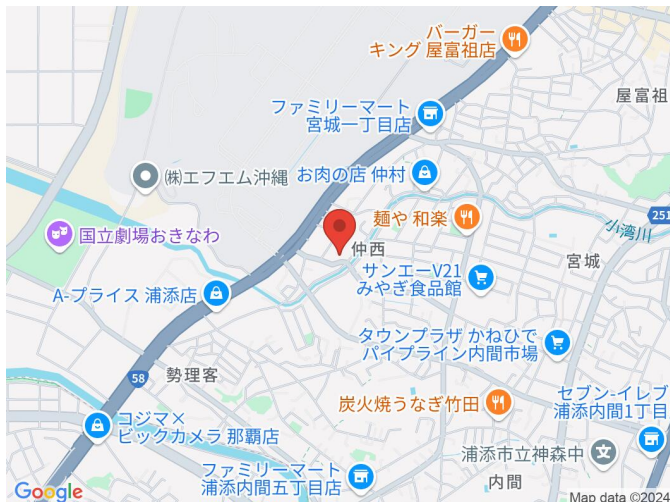 バーガー
キング 屋富祖店
屋富祖
ファミリーマート
宮城一丁目店
お肉の店 仲村
㈱エフエム沖縄
251
麺や 和楽
小湾川
国立劇場おきなわ
仲西
宮城
サンエーV21
みやぎ食品館
A-プライス 浦添店
タウンプラザ かねひで
パイプライン内間市場
勢理客
58
セブン-イレブ
浦添内間1丁目
炭火焼うなぎ竹田
コジマ×
ビックカメラ 那覇店
浦添市立神森中
ファミリーマート
浦添内間五丁目店
内間
Google
Map data ©2024